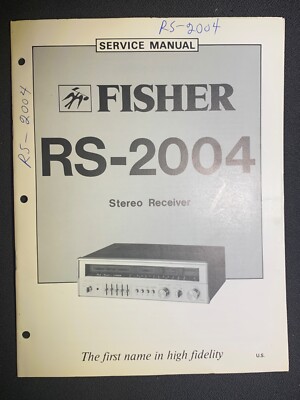 RS-2004
SERVICE MANUAL
RS-2004
FISHER
RS-2004
Stereo Receiver
The first name in high fidelity
U.S.